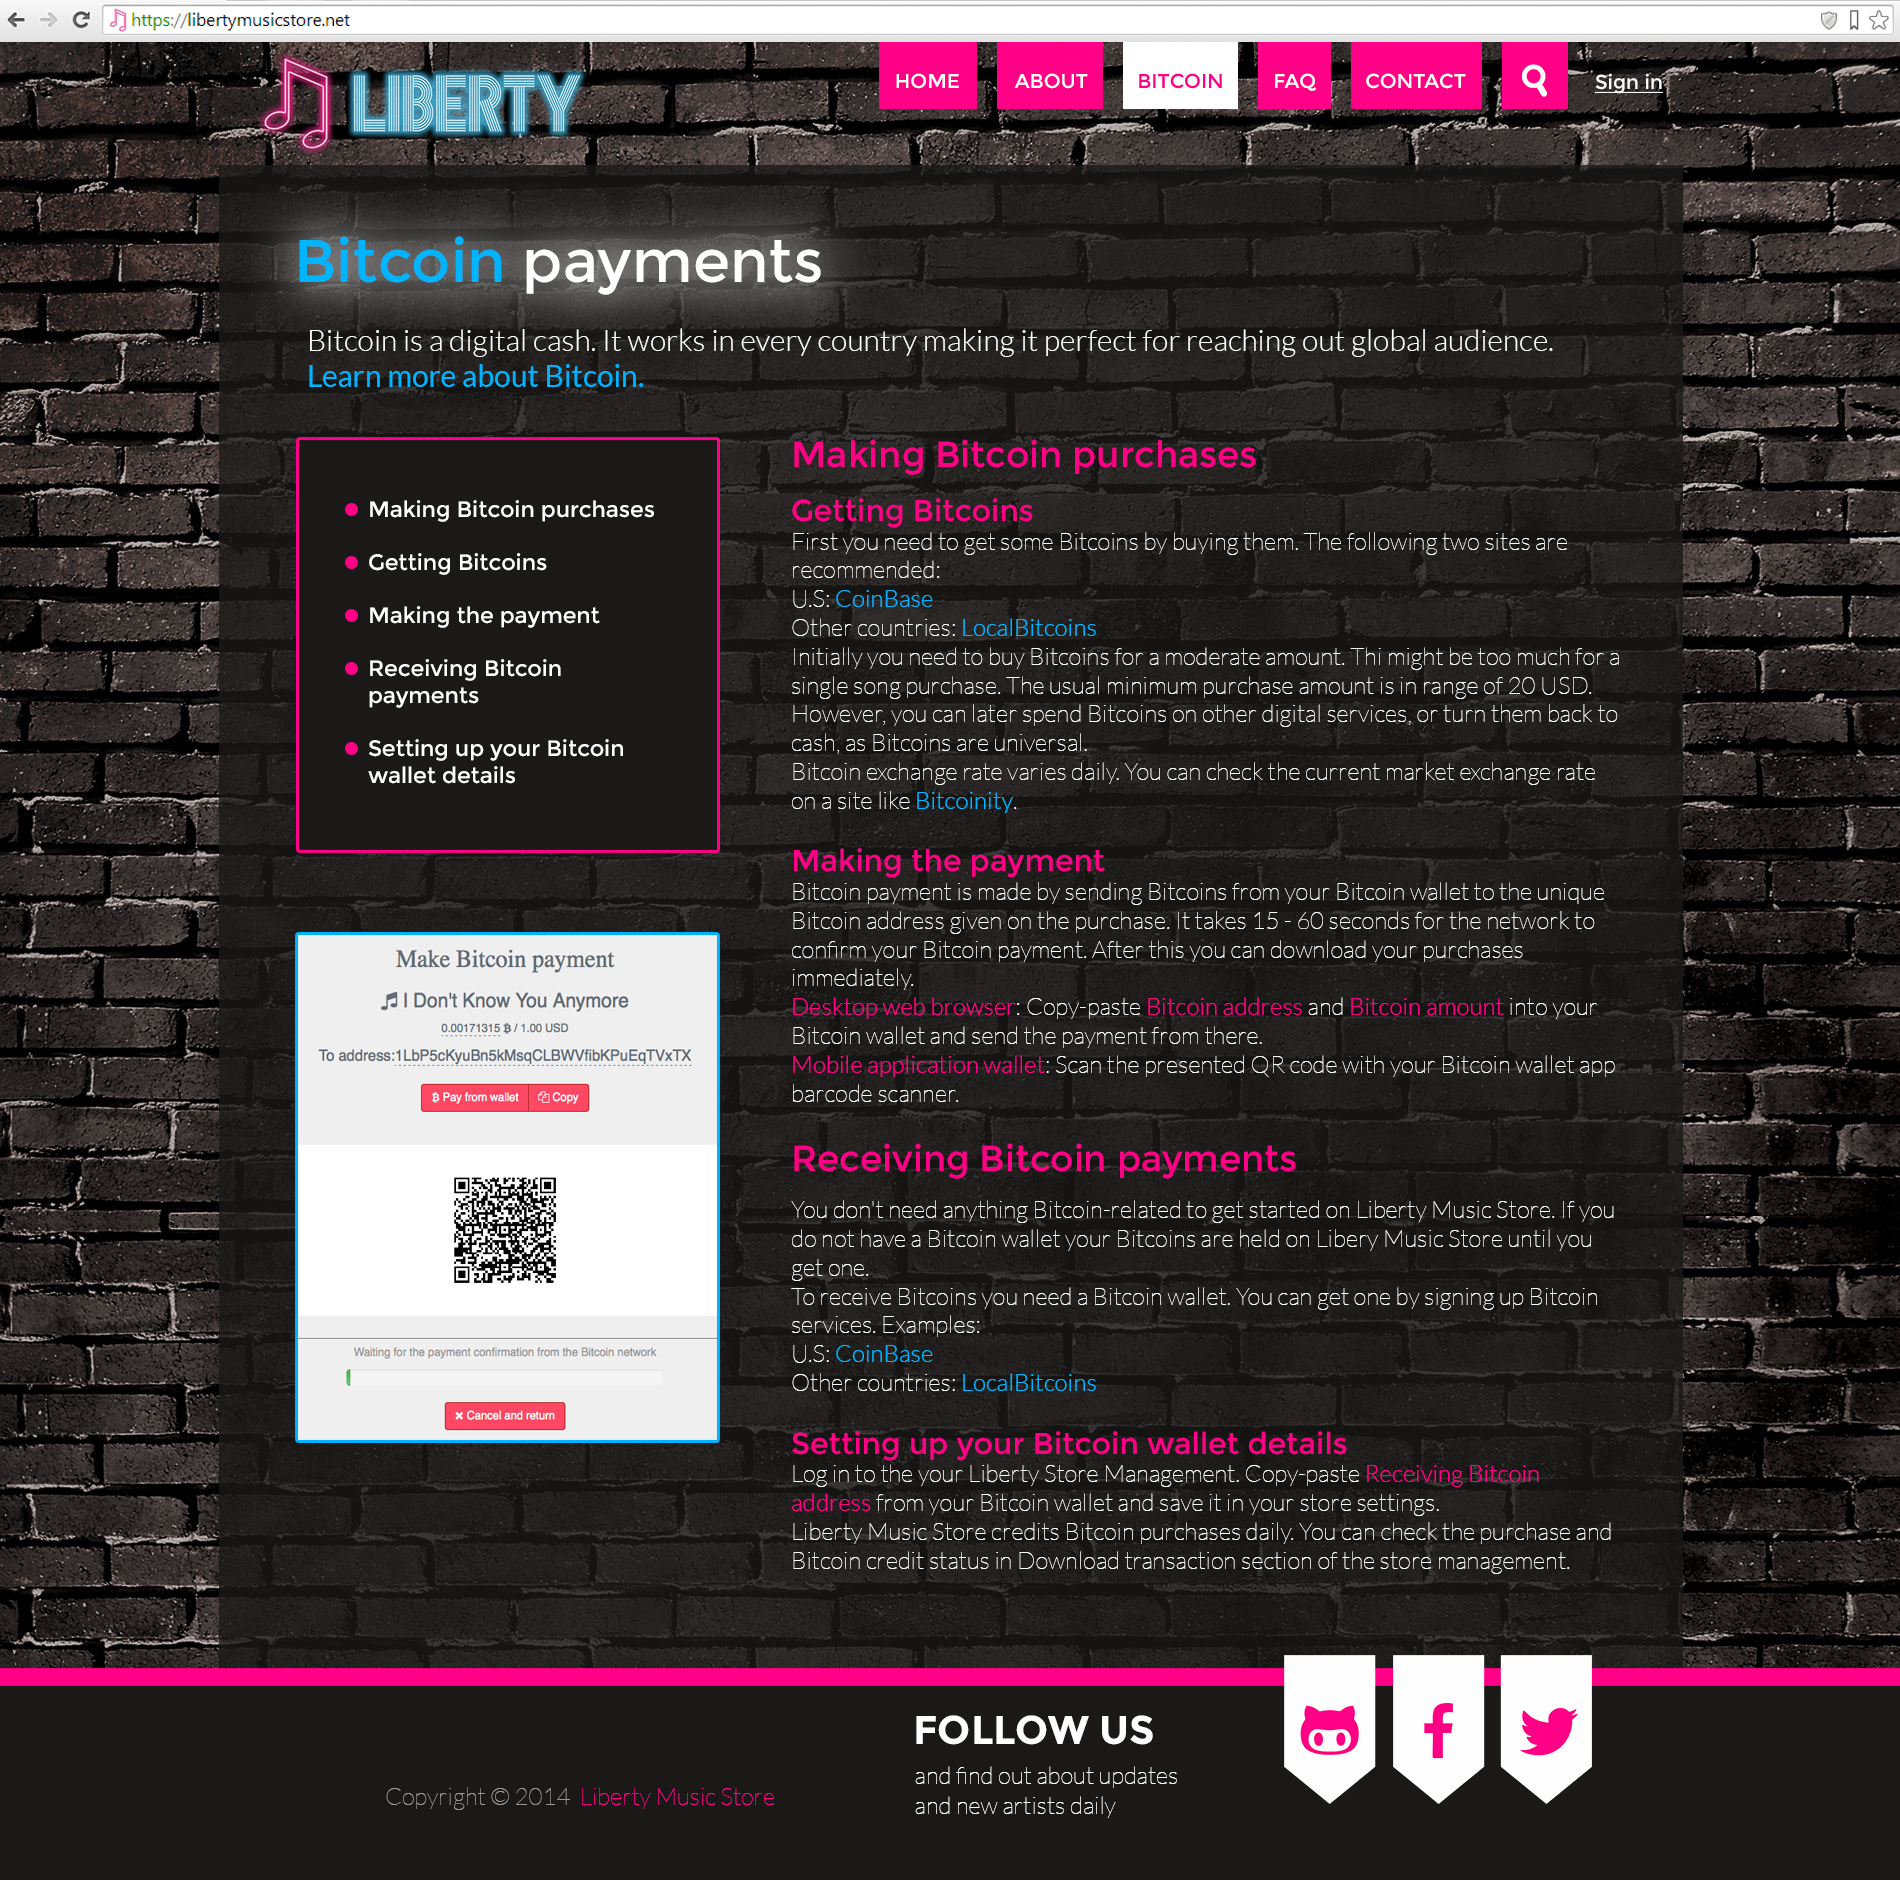 https://libertymusicstore.net
LIBERTY
HOME
ABOUT
BITCOIN
FAQ
CONTACT
Sign in
Bitcoin payments
Bitcoin is a digital cash. It works in every country making it perfect for reaching out global audience.
Learn more about Bitcoin.
Making Bitcoin purchases
Getting Bitcoins
Making the payment
Receiving Bitcoin
payments
Setting up your Bitcoin
wallet details
Make Bitcoin payment
I Don't Know You Anymore
0.00171315 ฿ / 1.00 USD
To address:1LbP5cKyuBn5kMsqCLBWVfibKPuEqTVxTX
฿ Pay from wallet
Copy
Waiting for the payment confirmation from the Bitcoin network
Cancel and return
Making Bitcoin purchases
Getting Bitcoins
First you need to get some Bitcoins by buying them. The following two sites are
recommended:
U.S: CoinBase
Other countries: LocalBitcoins
Initially you need to buy Bitcoins for a moderate amount. Thi might be too much for a
single song purchase. The usual minimum purchase amount is in range of 20 USD.
However, you can later spend Bitcoins on other digital services, or turn them back to
cash, as Bitcoins are universal.
Bitcoin exchange rate varies daily. You can check the current market exchange rate
on a site like Bitcoinity.
Making the payment
Bitcoin payment is made by sending Bitcoins from your Bitcoin wallet to the unique
Bitcoin address given on the purchase. It takes 15 - 60 seconds for the network to
confirm your Bitcoin payment. After this you can download your purchases
immediately.
Desktop web browser: Copy-paste Bitcoin address and Bitcoin amount into your
Bitcoin wallet and send the payment from there.
Mobile application wallet: Scan the presented QR code with your Bitcoin wallet app
barcode scanner.
Receiving Bitcoin payments
You don't need anything Bitcoin-related to get started on Liberty Music Store. If you
do not have a Bitcoin wallet your Bitcoins are held on Libery Music Store until you
get one.
To receive Bitcoins you need a Bitcoin wallet. You can get one by signing up Bitcoin
services. Examples:
U.S: CoinBase
Other countries: LocalBitcoins
Setting up your Bitcoin wallet details
Log in to the your Liberty Store Management. Copy-paste Receiving Bitcoin
address from your Bitcoin wallet and save it in your store settings.
Liberty Music Store credits Bitcoin purchases daily. You can check the purchase and
Bitcoin credit status in Download transaction section of the store management.
Copyright © 2014 Liberty Music Store
FOLLOW US
and find out about updates
and new artists daily